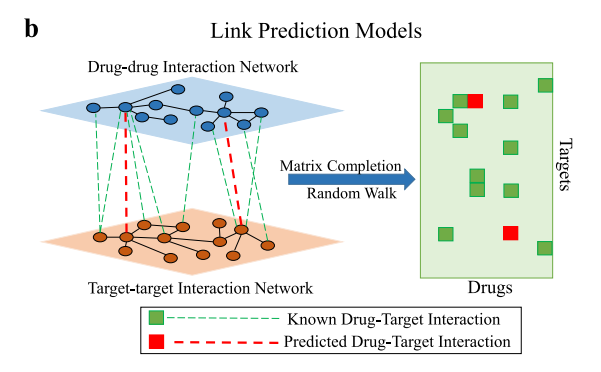 b
Link Prediction Models
Drug-drug Interaction Network
Matrix Completion
Random Walk
Targets
Target-target Interaction Network
Drugs
Known Drug-Target Interaction
Predicted Drug-Target Interaction